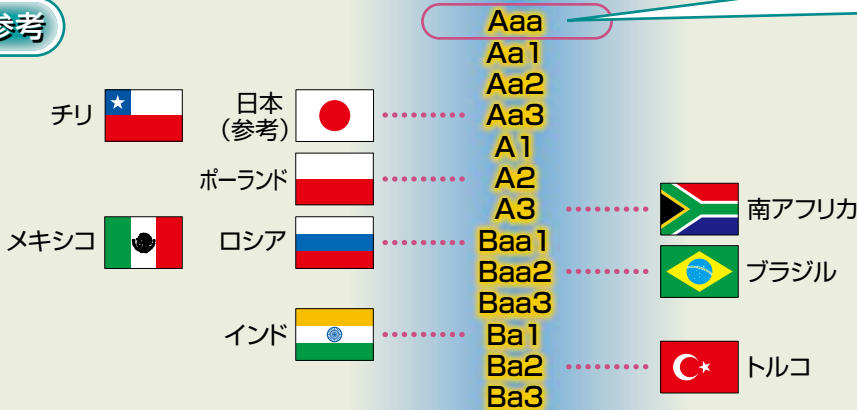 参考
Aaa
Aa1
Aa2
チリ
日本
(参考)
Aa3
A1
ポーランド
A2
A3
南アフリカ
メキシコ
ロシア
Baa1
Baa2
ブラジル
Baa3
インド
Ba1
Ba2
トルコ
Ba3